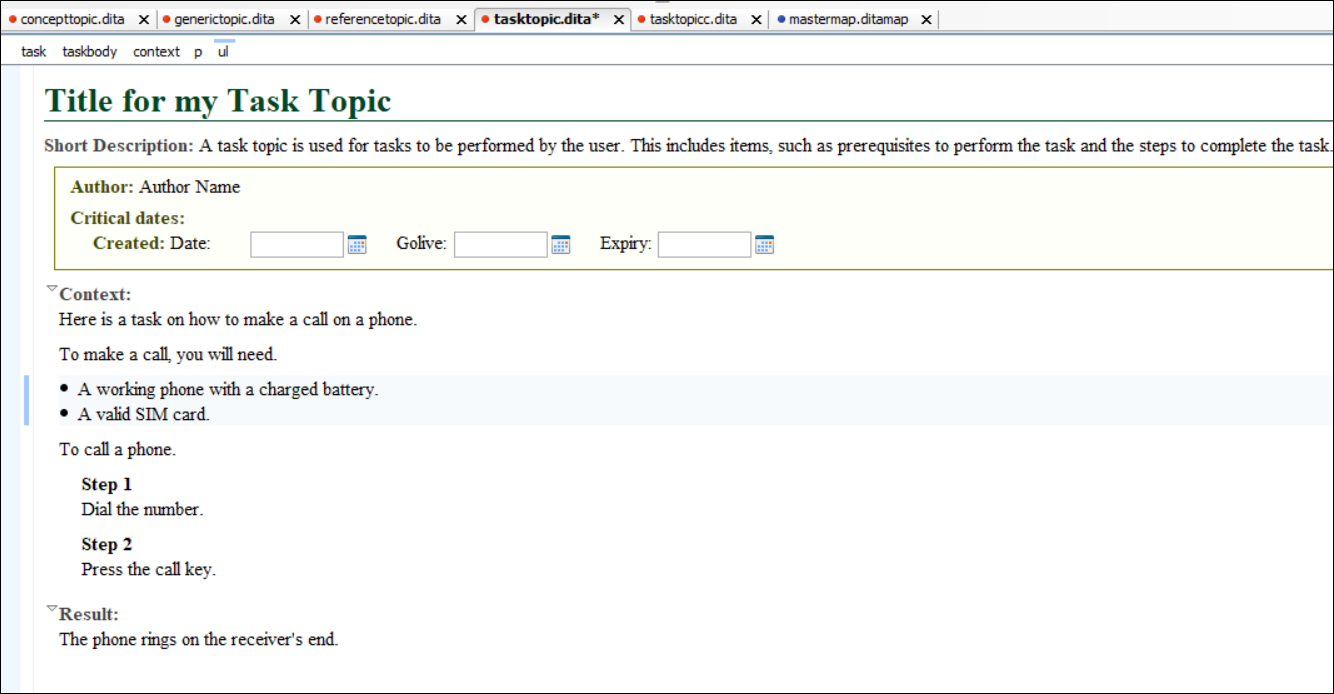 concepttopic.dita generictopic.dita referencetopic.dita tasktopic.dita* tasktopicc.dita mastermap.ditamap
task taskbody context p ul
Title for my Task Topic
Short Description: A task topic is used for tasks to be performed by the user. This includes items, such as prerequisites to perform the task and the steps to complete the task.
Author: Author Name
Critical dates:
Created: Date: Golive: Expiry:
Context:
Here is a task on how to make a call on a phone.
To make a call, you will need.
• A working phone with a charged battery.
• A valid SIM card.
To call a phone.
Step 1
Dial the number.
Step 2
Press the call key.
Result:
The phone rings on the receiver's end.